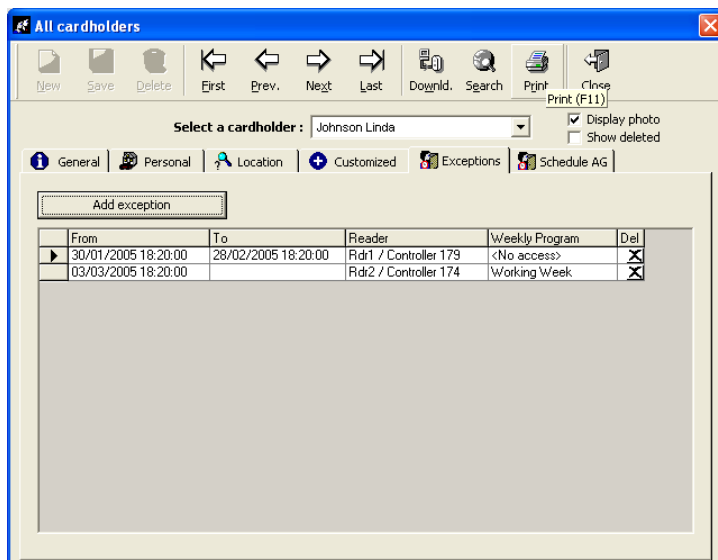 All cardholders
New Save Delete First Prev. Next Last Downld. Search Print Close
Print (F11)
Select a cardholder : Johnson Linda
Display photo
Show deleted
General Personal Location Customized Exceptions Schedule AG
Add exception
From To Reader Weekly Program Del
30/01/2005 18:20:00 28/02/2005 18:20:00 Rdr1 / Controller 179 <No access> X
03/03/2005 18:20:00 Rdr2 / Controller 174 Working Week X